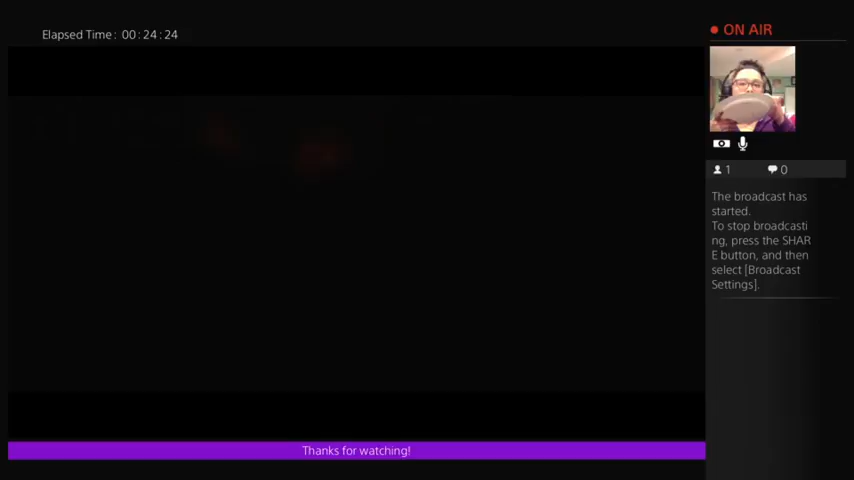 Elapsed Time: 00:24:24
ON AIR
1
0
The broadcast has
started.
To stop broadcasti
ng, press the SHAR
E button, and then
select [Broadcast
Settings].
Thanks for watching!